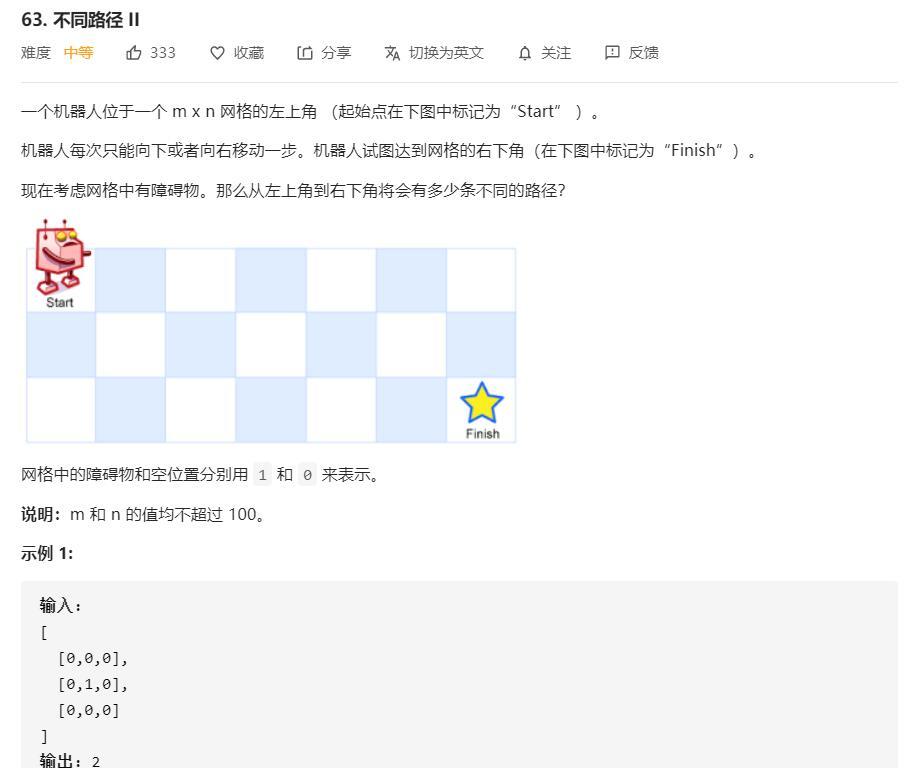 63. 不同路径 II
难度 中等 333 收藏 分享 切换为英文 关注 反馈
一个机器人位于一个 m x n 网格的左上角 （起始点在下图中标记为“Start” ）。
机器人每次只能向下或者向右移动一步。机器人试图达到网格的右下角（在下图中标记为“Finish”）。
现在考虑网格中有障碍物。那么从左上角到右下角将会有多少条不同的路径？
Start
Finish
网格中的障碍物和空位置分别用 1 和 0 来表示。
说明：m 和 n 的值均不超过 100。
示例 1:
输入:
[
  [0,0,0],
  [0,1,0],
  [0,0,0]
]
输出: 2